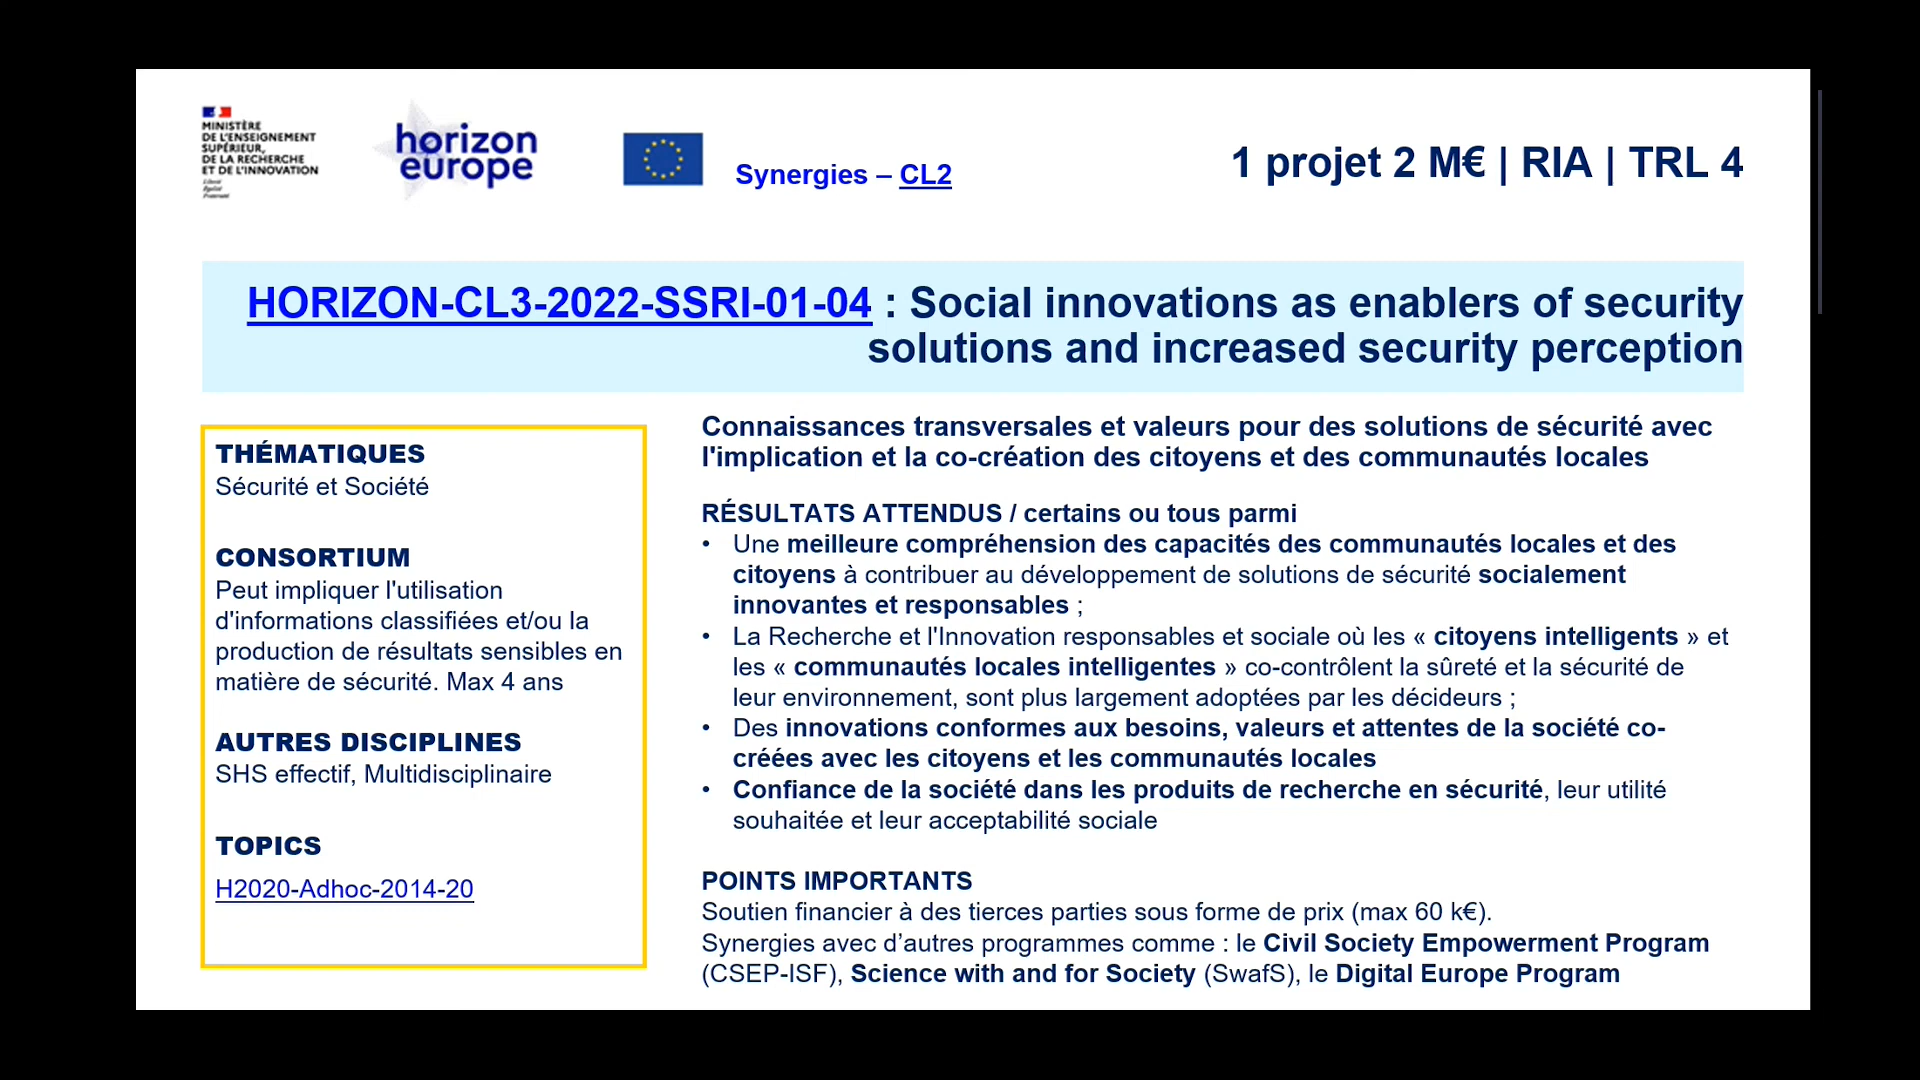 MINISTÈRE
DE L'ENSEIGNEMENT
SUPÉRIEUR,
DE LA RECHERCHE
ET DE L'INNOVATION
Liberté
Égalité
Fraternité
horizon
europe
Synergies – CL2
1 projet 2 M€ | RIA | TRL 4
HORIZON-CL3-2022-SSRI-01-04 : Social innovations as enablers of security
solutions and increased security perception
THÉMATIQUES
Sécurité et Société
CONSORTIUM
Peut impliquer l'utilisation
d'informations classifiées et/ou la
production de résultats sensibles en
matière de sécurité. Max 4 ans
AUTRES DISCIPLINES
SHS effectif, Multidisciplinaire
TOPICS
H2020-Adhoc-2014-20
Connaissances transversales et valeurs pour des solutions de sécurité avec
l'implication et la co-création des citoyens et des communautés locales
RÉSULTATS ATTENDUS / certains ou tous parmi
• Une meilleure compréhension des capacités des communautés locales et des
citoyens à contribuer au développement de solutions de sécurité socialement
innovantes et responsables ;
• La Recherche et l'Innovation responsables et sociale où les « citoyens intelligents » et
les « communautés locales intelligentes » co-contrôlent la sûreté et la sécurité de
leur environnement, sont plus largement adoptées par les décideurs ;
• Des innovations conformes aux besoins, valeurs et attentes de la société co-
créées avec les citoyens et les communautés locales
• Confiance de la société dans les produits de recherche en sécurité, leur utilité
souhaitée et leur acceptabilité sociale
POINTS IMPORTANTS
Soutien financier à des tierces parties sous forme de prix (max 60 k€).
Synergies avec d’autres programmes comme : le Civil Society Empowerment Program
(CSEP-ISF), Science with and for Society (SwafS), le Digital Europe Program